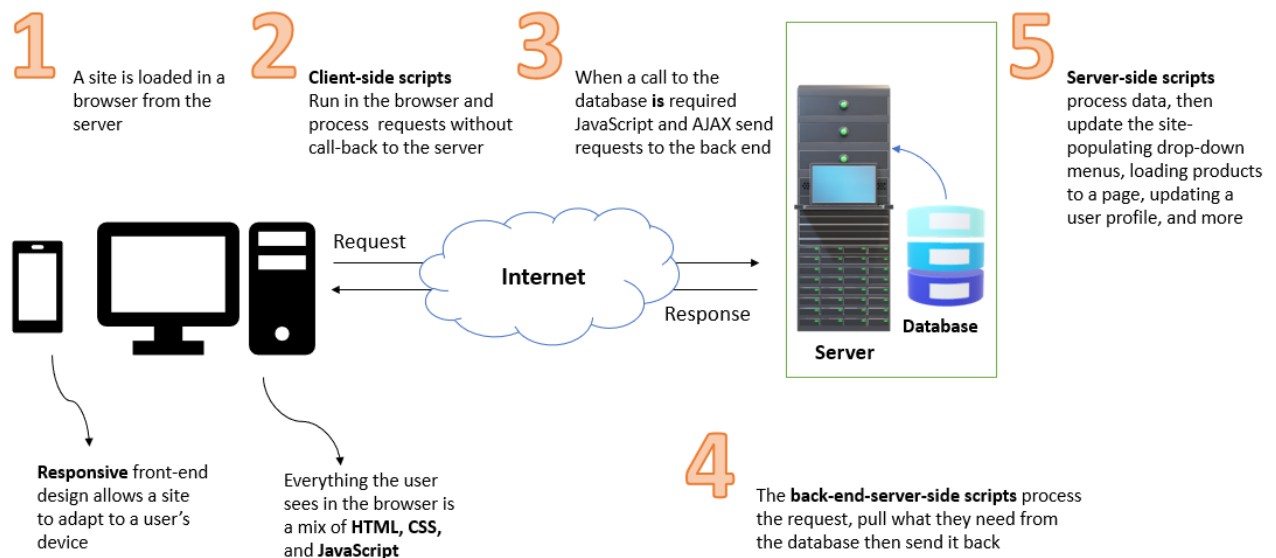 1
A site is loaded in a
browser from the
server
2
Client-side scripts
Run in the browser and
process requests without
call-back to the server
3
When a call to the
database is required
JavaScript and AJAX send
requests to the back end
5
Server-side scripts
process data, then
update the site-
populating drop-down
menus, loading products
to a page, updating a
user profile, and more
Request
Internet
Response
Server
Database
Responsive front-end
design allows a site
to adapt to a user’s
device
Everything the user
sees in the browser is
a mix of HTML, CSS,
and JavaScript
4
The back-end-server-side scripts process
the request, pull what they need from
the database then send it back